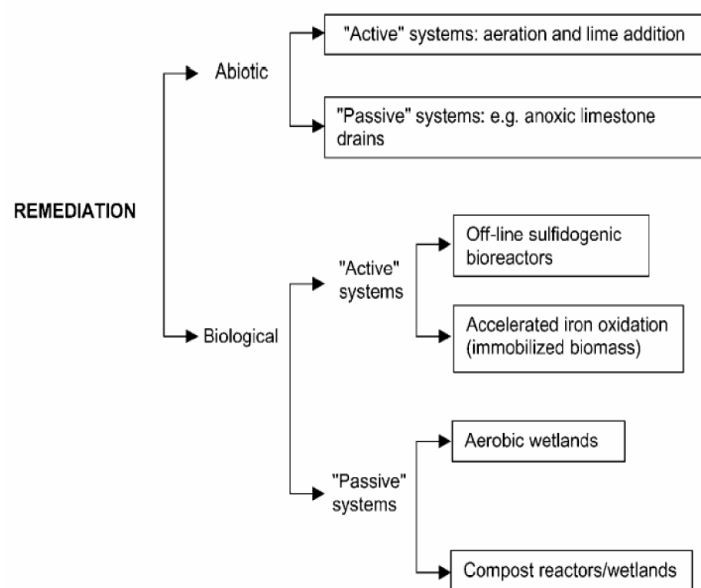 "Active" systems: aeration and lime addition
Abiotic
"Passive" systems: e.g. anoxic limestone
drains
REMEDIATION
Off-line sulfidogenic
bioreactors
"Active"
systems
Accelerated iron oxidation
(immobilized biomass)
Biological
Aerobic wetlands
"Passive"
systems
Compost reactors/wetlands